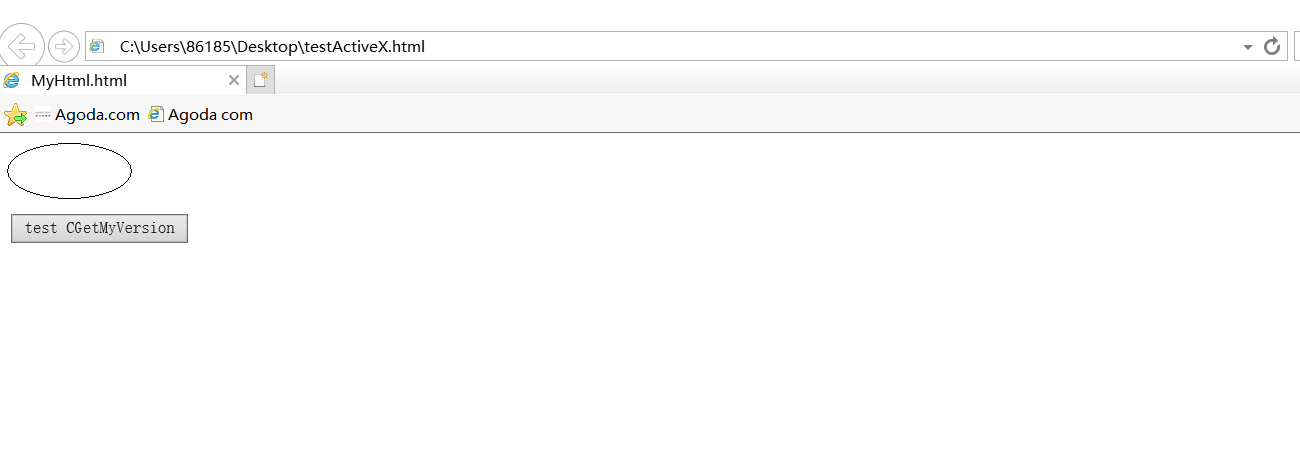 C:\Users\86185\Desktop\testActiveX.html
MyHtml.html
Agoda.com Agoda com
test CGetMyVersion